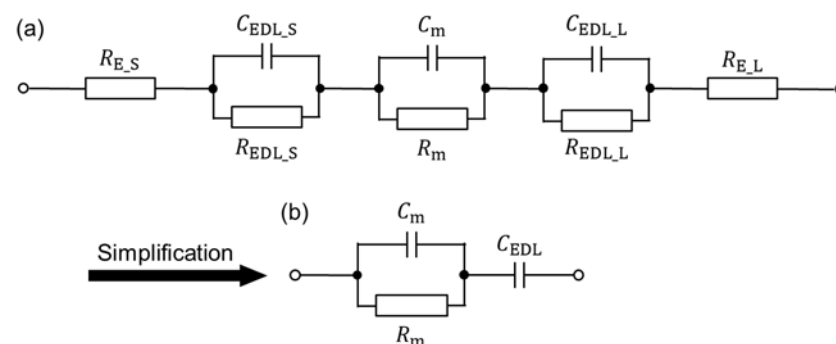 (a)
C_EDL_S
C_m
C_EDL_L
R_E_S
R_E_L
R_EDL_S
R_m
R_EDL_L
(b)
C_m
Simplification
C_EDL
R_m